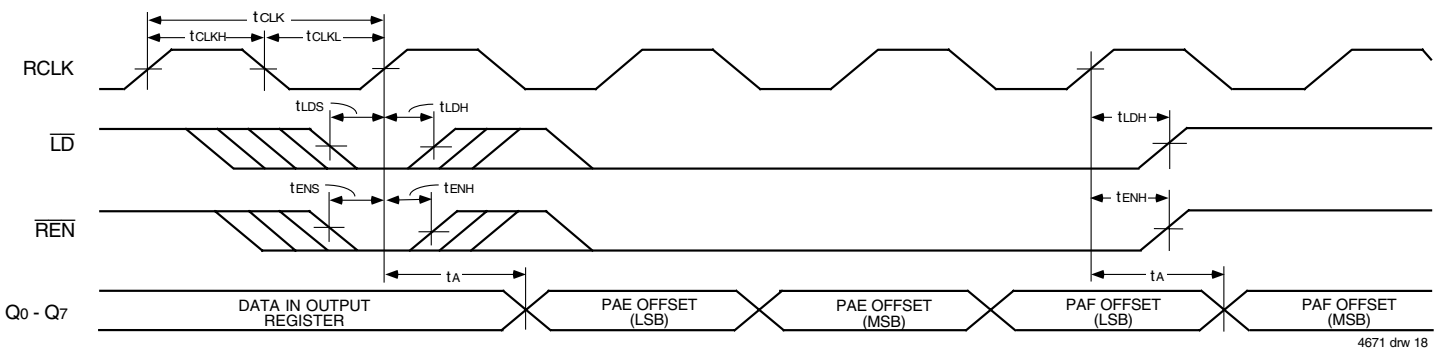 tCLK
tCLKH
tCLKL
RCLK
tLDS
tLDH
tLDH
LD
tENS
tENH
tENH
REN
tA
tA
Q0 - Q7
DATA IN OUTPUT
REGISTER
PAE OFFSET
(LSB)
PAE OFFSET
(MSB)
PAF OFFSET
(LSB)
PAF OFFSET
(MSB)
4671 drw 18